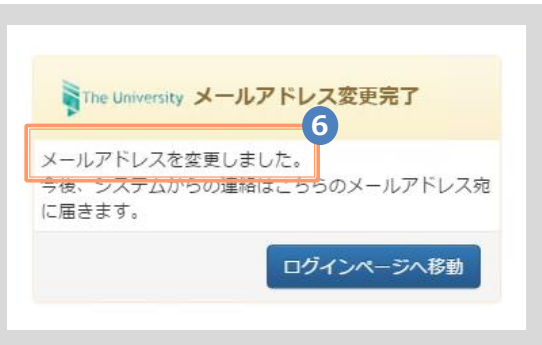 The University メールアドレス変更完了
6
メールアドレスを変更しました。
今後、システムからの連絡はこちらのメールアドレス宛
に届きます。
ログインページへ移動